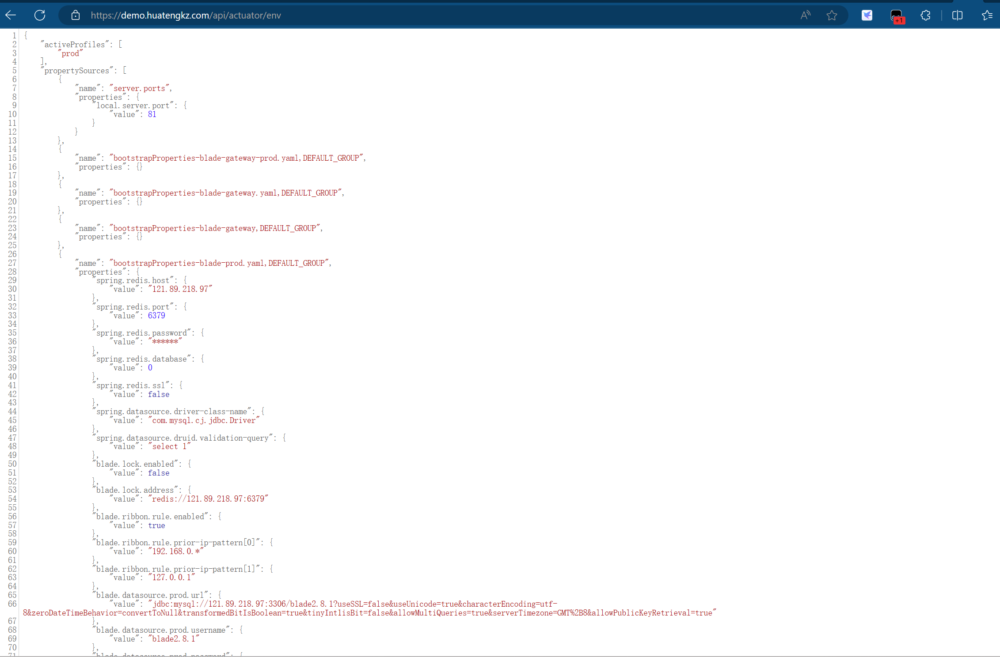 https://demo.huatengkz.com/api/actuator/env
+1
1 {
2 "activeProfiles": [
3 "prod"
4 ],
5 "propertySources": [
6 {
7 "name": "server.ports",
8 "properties": {
9 "local.server.port": {
10 "value": 81
11 }
12 }
13 },
14 {
15 "name": "bootstrapProperties-blade-gateway-prod.yaml,DEFAULT_GROUP",
16 "properties": {}
17 },
18 {
19 "name": "bootstrapProperties-blade-gateway.yaml,DEFAULT_GROUP",
20 "properties": {}
21 },
22 {
23 "name": "bootstrapProperties-blade-gateway,DEFAULT_GROUP",
24 "properties": {}
25 },
26 {
27 "name": "bootstrapProperties-blade-prod.yaml,DEFAULT_GROUP",
28 "properties": {
29 "spring.redis.host": {
30 "value": "121.89.218.97"
31 },
32 "spring.redis.port": {
33 "value": 6379
34 },
35 "spring.redis.password": {
36 "value": "******"
37 },
38 "spring.redis.database": {
39 "value": 0
40 },
41 "spring.redis.ssl": {
42 "value": false
43 },
44 "spring.datasource.driver-class-name": {
45 "value": "com.mysql.cj.jdbc.Driver"
46 },
47 "spring.datasource.druid.validation-query": {
48 "value": "select 1"
49 },
50 "blade.lock.enabled": {
51 "value": false
52 },
53 "blade.lock.address": {
54 "value": "redis://121.89.218.97:6379"
55 },
56 "blade.ribbon.rule.enabled": {
57 "value": true
58 },
59 "blade.ribbon.rule.prior-ip-pattern[0]": {
60 "value": "192.168.0.*"
61 },
62 "blade.ribbon.rule.prior-ip-pattern[1]": {
63 "value": "127.0.0.1"
64 },
65 "blade.datasource.prod.url": {
66 "value": "jdbc:mysql://121.89.218.97:3306/blade2.8.1?useSSL=false&useUnicode=true&characterEncoding=utf-
8&zeroDateTimeBehavior=convertToNull&transformedBitIsBoolean=true&tinyInt1isBit=false&allowMultiQueries=true&serverTimezone=GMT%2B8&allowPublicKeyRetrieval=true"
67 },
68 "blade.datasource.prod.username": {
69 "value": "blade2.8.1"
70 },
71 "blade.datasource.prod.password": {